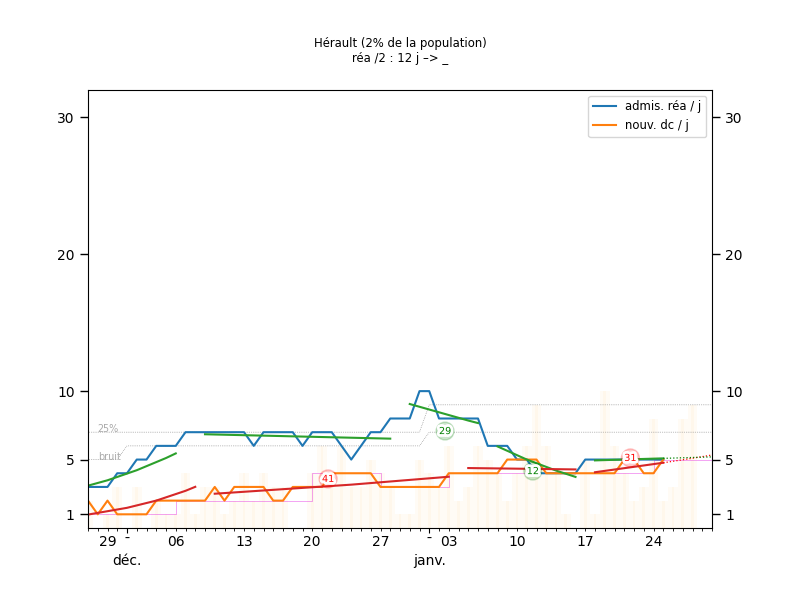 Hérault (2% de la population)
réa /2 : 12 j –> _
admis. réa / j
nouv. dc / j
30 30
20 20
10 10
25%
29
bruit
5 5
31
12
41
1 1
29 - 06 13 20 27 - 03 10 17 24
déc. janv.